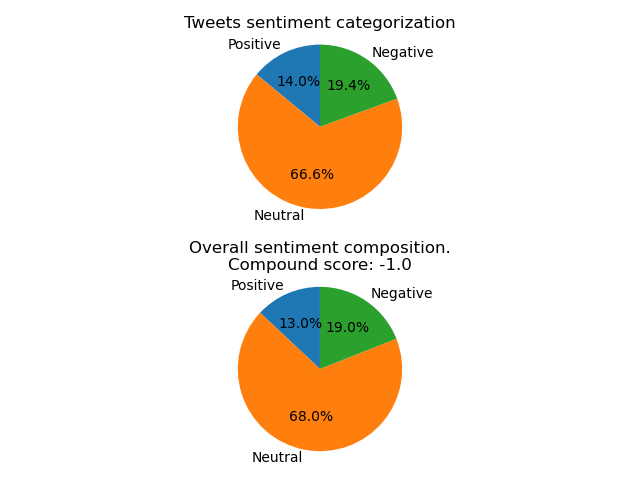 Tweets sentiment categorization
Positive
Negative
14.0%
19.4%
66.6%
Neutral
Overall sentiment composition.
Compound score: -1.0
Positive
Negative
13.0%
19.0%
68.0%
Neutral